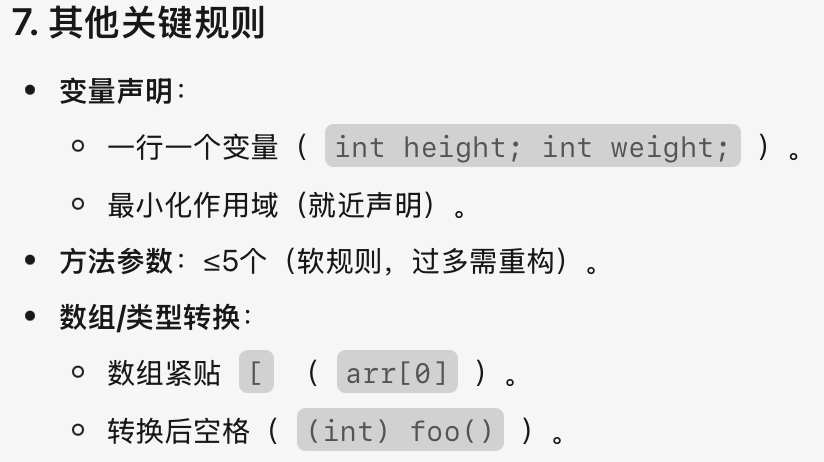 7. 其他关键规则
• 变量声明：
○ 一行一个变量（ int height; int weight; ）。
○ 最小化作用域（就近声明）。
• 方法参数：≤5个（软规则，过多需重构）。
• 数组/类型转换：
○ 数组紧贴 [ （ arr[0] ）。
○ 转换后空格（ (int) foo() ）。